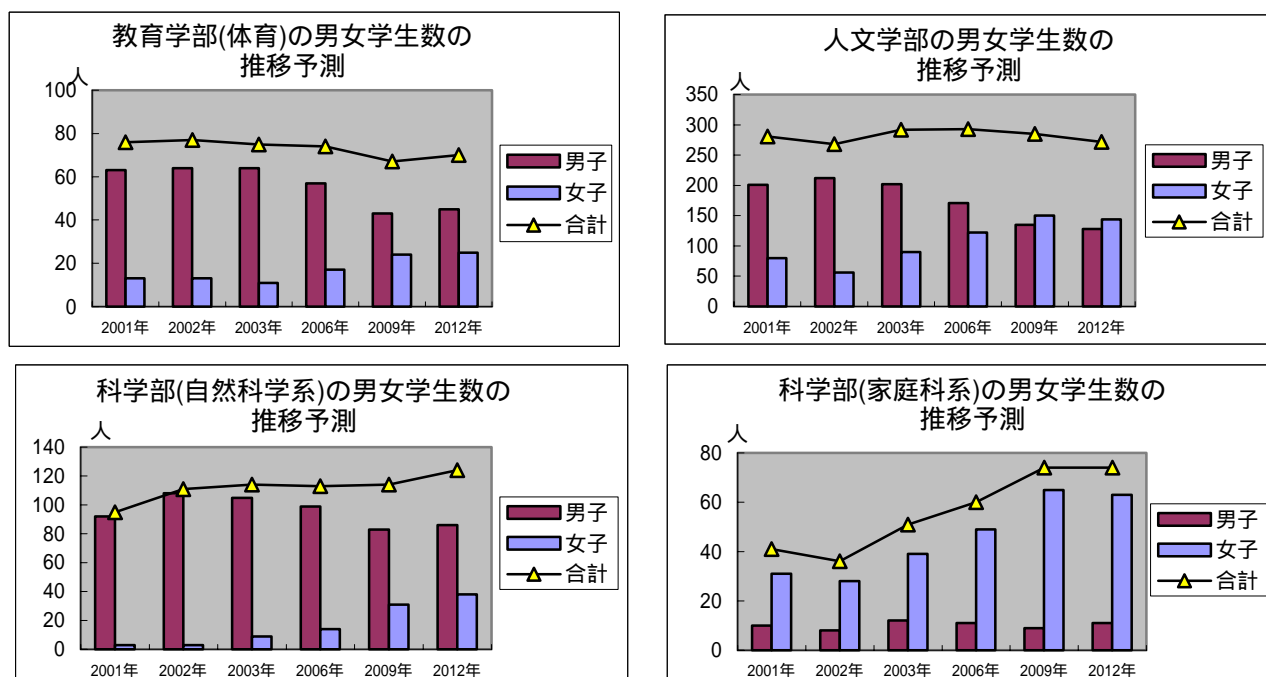 教育学部(体育)の男女学生数の
推移予測
人
100
80
60
40
20
0
2001年 2002年 2003年 2006年 2009年 2012年
男子
女子
合計
人文学部の男女学生数の
推移予測
人
350
300
250
200
150
100
50
0
2001年 2002年 2003年 2006年 2009年 2012年
男子
女子
合計
科学部(自然科学系)の男女学生数の
推移予測
人
140
120
100
80
60
40
20
0
2001年 2002年 2003年 2006年 2009年 2012年
男子
女子
合計
科学部(家庭科系)の男女学生数の
推移予測
人
80
60
40
20
0
2001年 2002年 2003年 2006年 2009年 2012年
男子
女子
合計